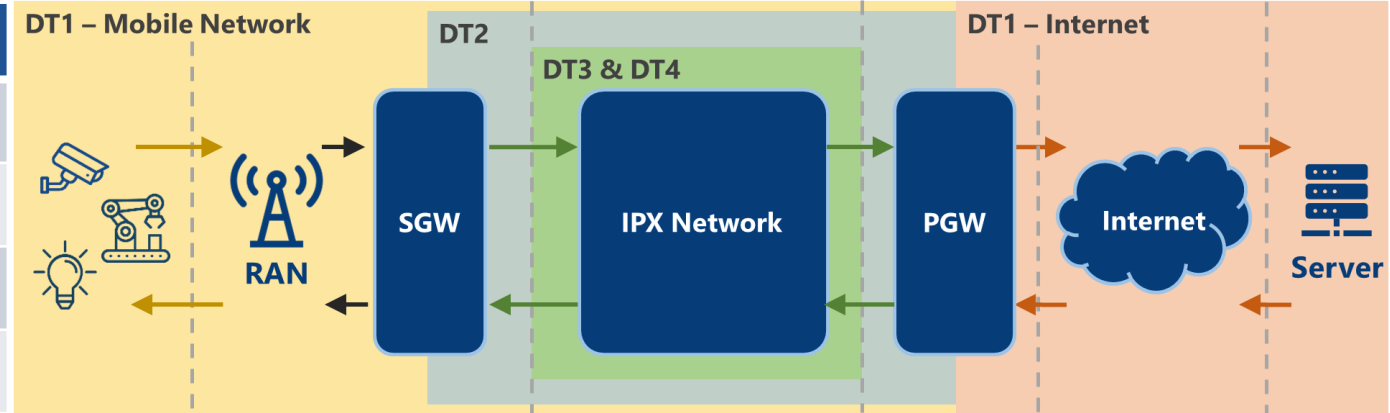 DT1 – Mobile Network
DT2
DT1 – Internet
DT3 & DT4
SGW
IPX Network
PGW
Internet
RAN
Server